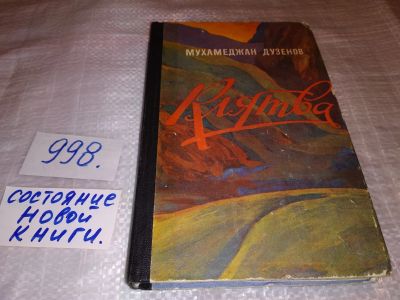 МУХАМЕДЖАН ДУЗЕНОВ
Клятва
998.
СОСТОЯНИЕ
НОВОЙ
КНИГИ.